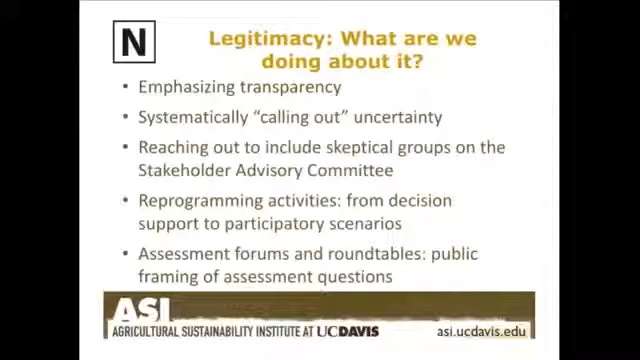 N
Legitimacy: What are we
doing about it?
• Emphasizing transparency
• Systematically “calling out” uncertainty
• Reaching out to include skeptical groups on the
Stakeholder Advisory Committee
• Reprogramming activities: from decision
support to participatory scenarios
• Assessment forums and roundtables: public
framing of assessment questions
ASI
AGRICULTURAL SUSTAINABILITY INSTITUTE AT UCDAVIS
asi.ucdavis.edu